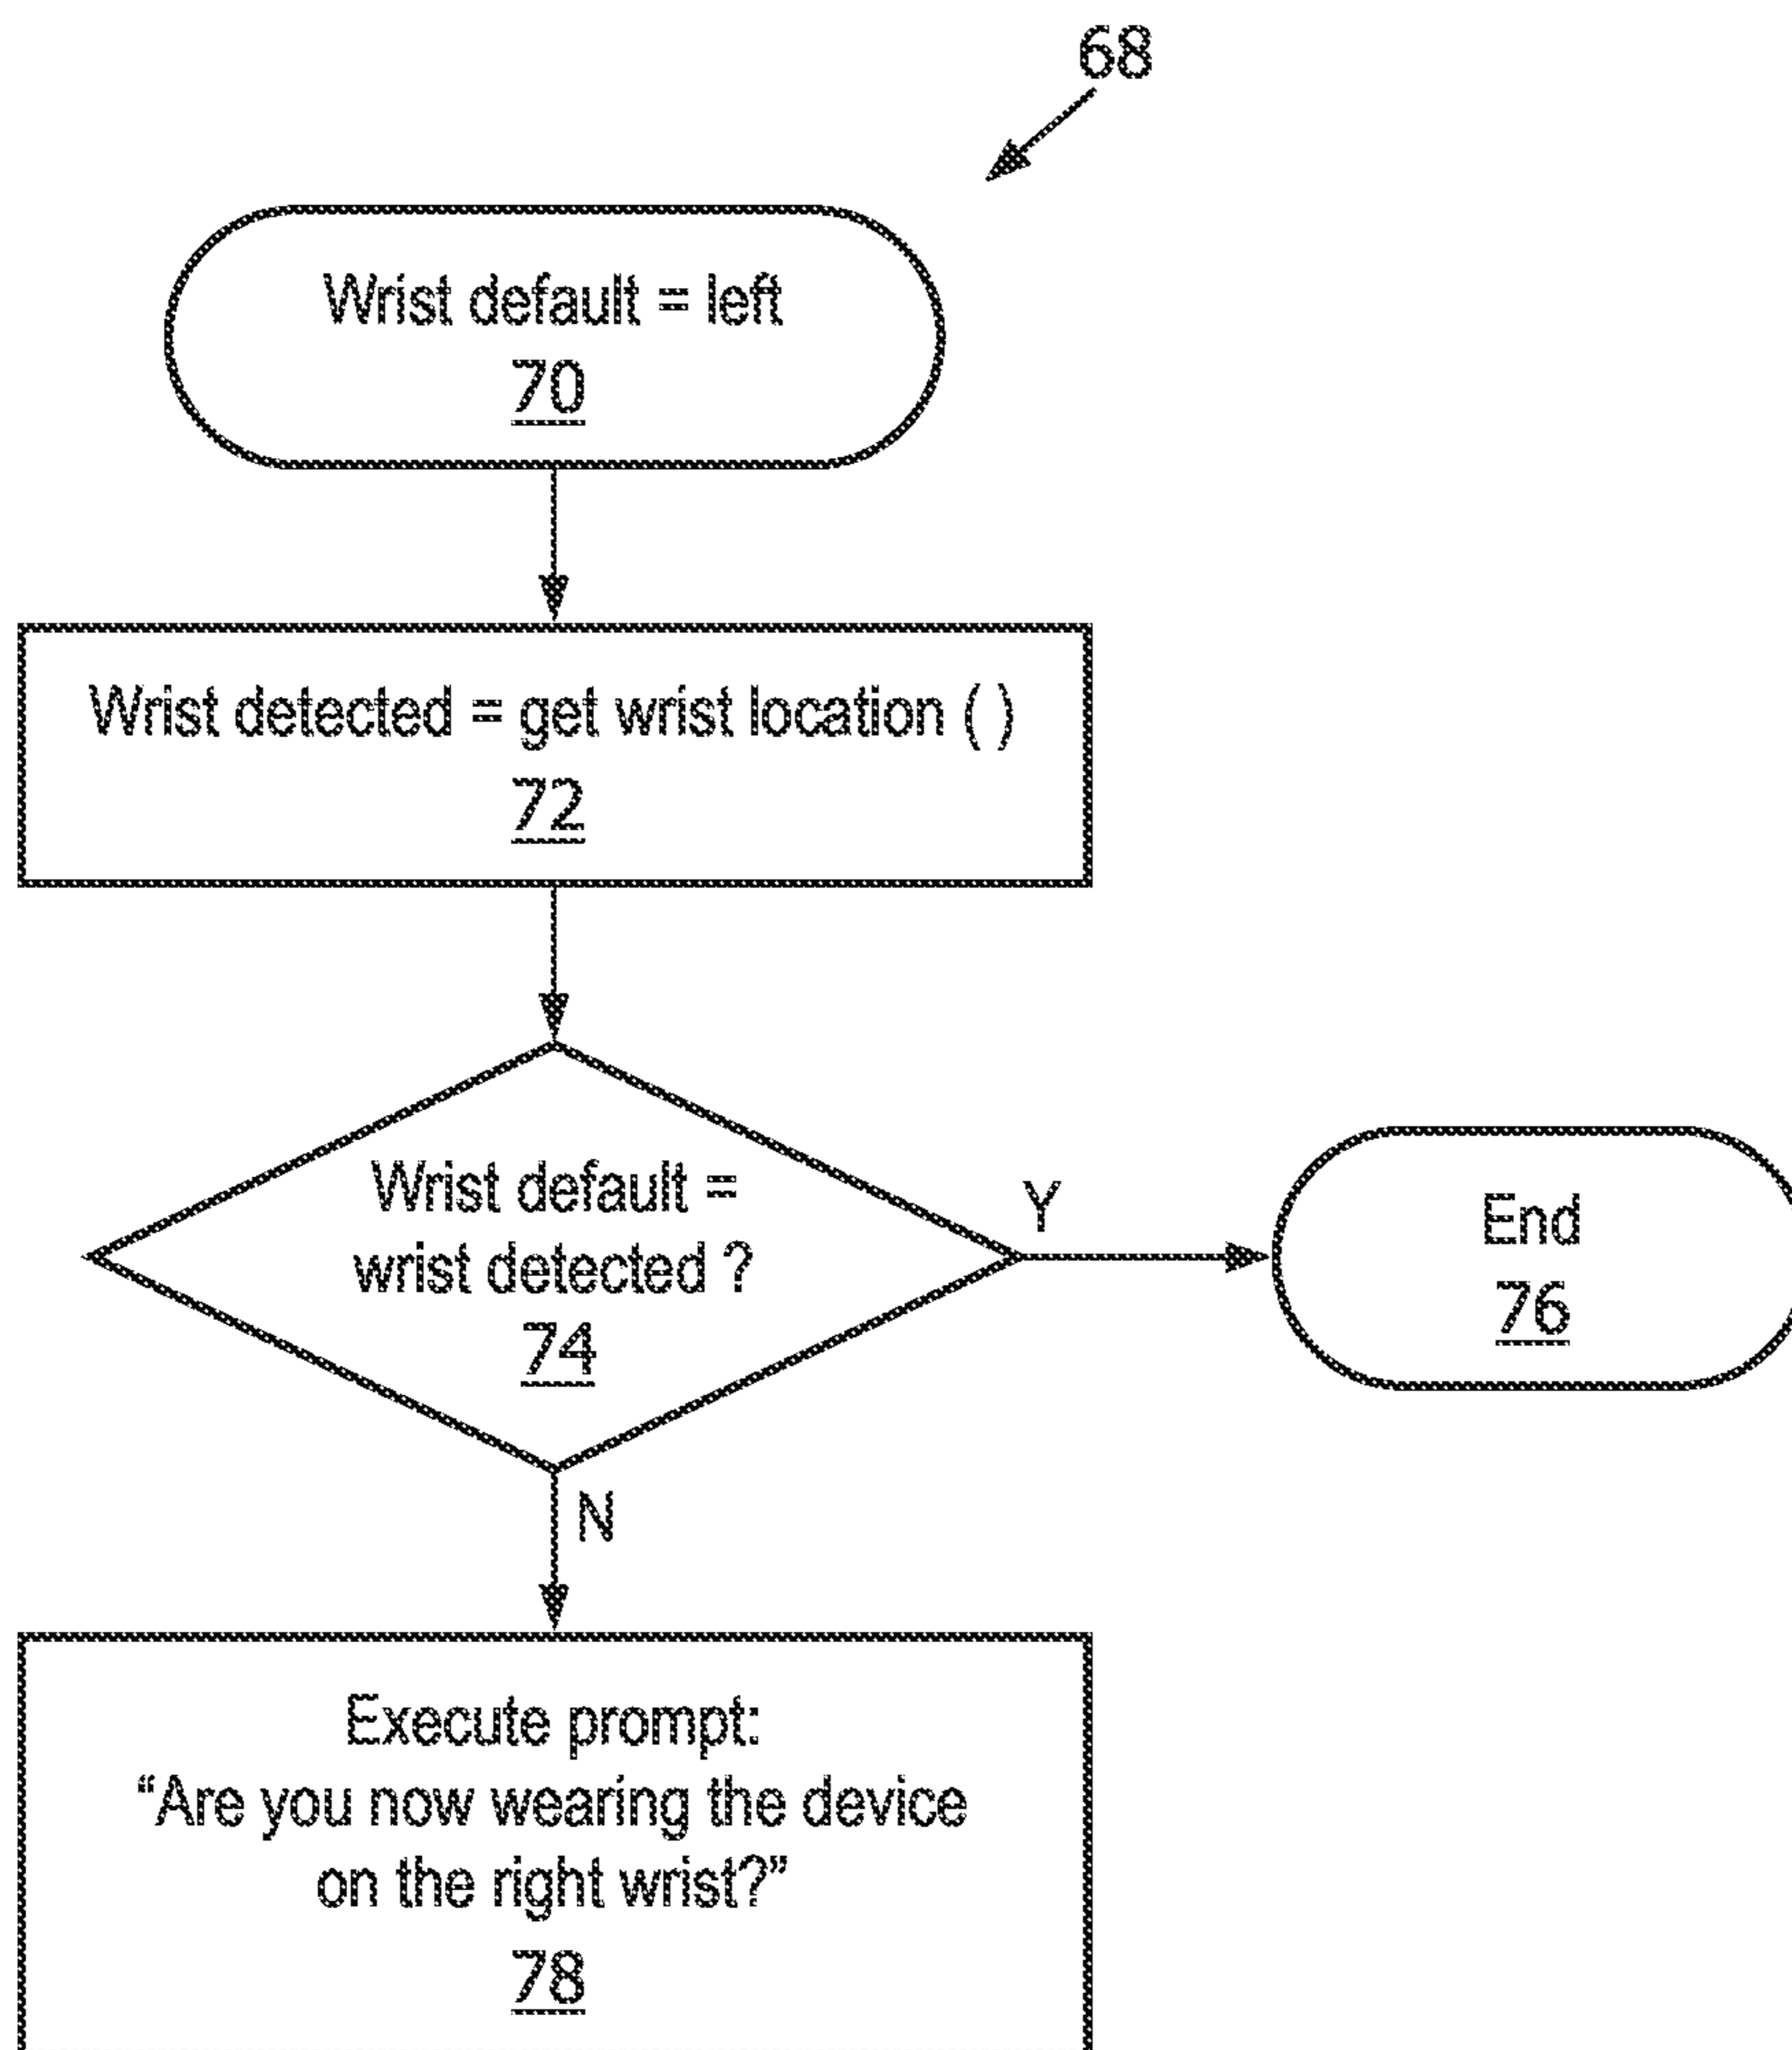 68
Wrist default = left
70
Wrist detected = get wrist location ( )
72
Wrist default =
wrist detected ?
74
Y
End
76
N
Execute prompt:
“Are you now wearing the device
on the right wrist?”
78